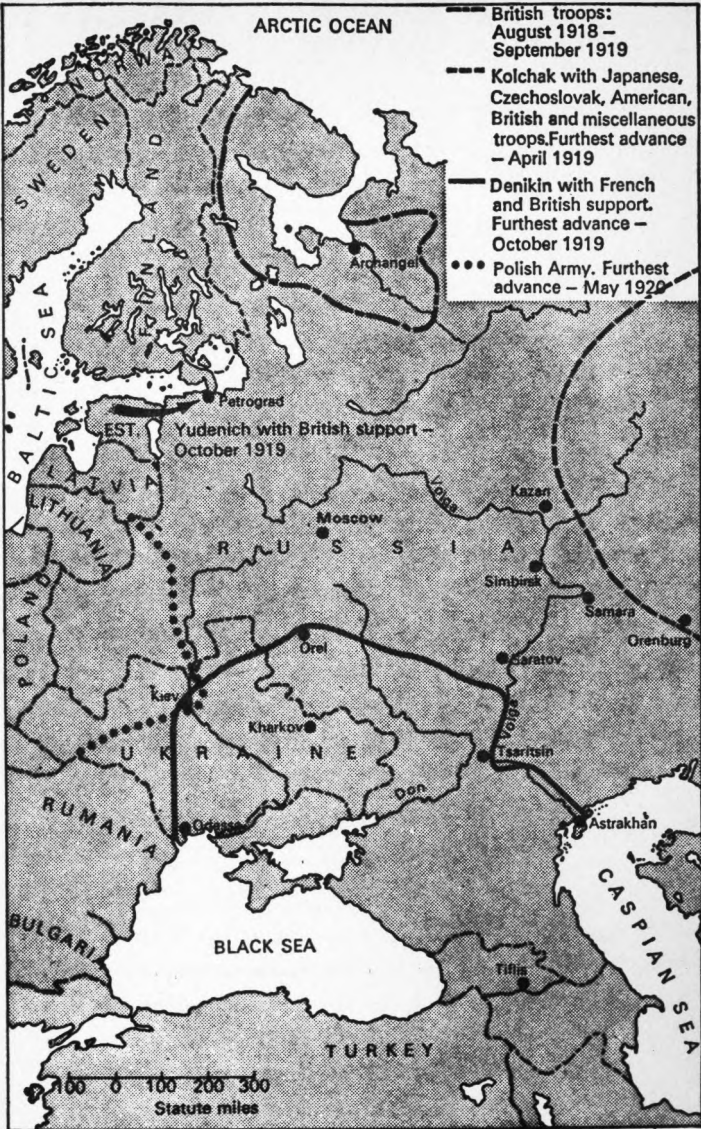 ARCTIC OCEAN
British troops:
August 1918 –
September 1919
Kolchak with Japanese,
Czechoslovak, American,
British and miscellaneous
troops. Furthest advance
– April 1919
Denikin with French
and British support.
Furthest advance –
October 1919
Polish Army. Furthest
advance – May 1920
NORWAY
SWEDEN
FINLAND
Archangel
BALTIC SEA
Petrograd
EST.
Yudenich with British support –
October 1919
LATVIA
LITHUANIA
Volga
Kazan
Moscow
RUSSIA
Simbirsk
Samara
POLAND
Orenburg
Orel
Saratov
Kiev
Kharkov
Volga
UKRAINE
Tsaritsin
Don
RUMANIA
Odessa
Astrakhan
CASPIAN SEA
BULGARIA
BLACK SEA
Tiflis
TURKEY
100 0 100 200 300
Statute miles